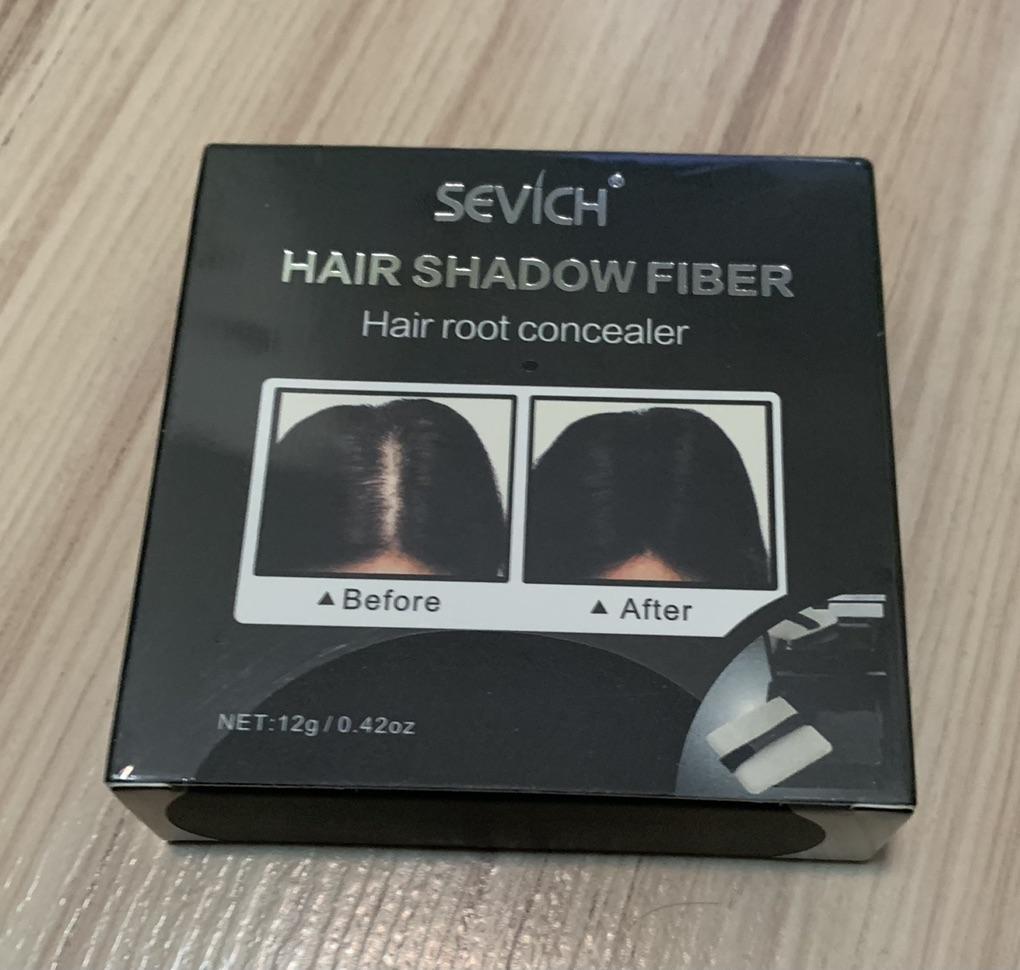 SEVICH®
HAIR SHADOW FIBER
Hair root concealer
▲Before
▲ After
NET:12g / 0.42oz